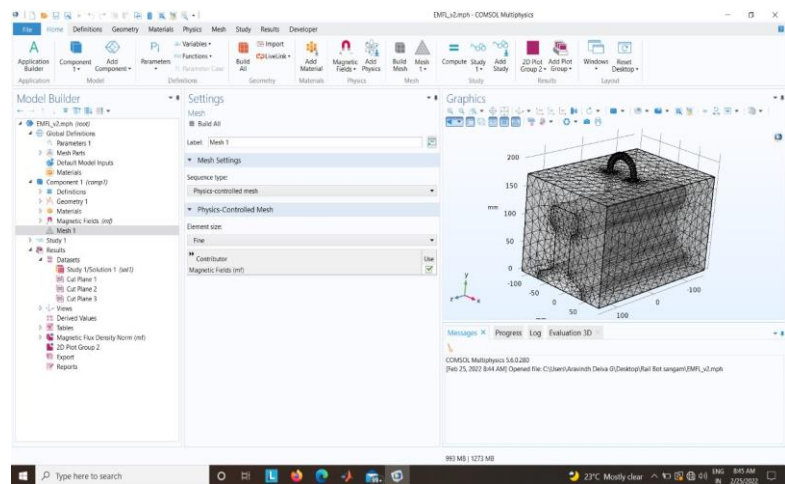 EMFL_v2.mph - COMSOL Multiphysics
File Home Definitions Geometry Materials Physics Mesh Study Results Developer
A
Application Builder
Component 1
Add Component
Pi
Parameters
a= Variables
f(x) Functions
Parameter Case
Build All
Import
LiveLink
Add Material
Magnetic Fields
Add Physics
Build Mesh
Mesh 1
Compute
Study 1
Add Study
2D Plot Group 2
Add Plot Group
Windows
Reset Desktop
Application Model Definitions Geometry Materials Physics Mesh Study Results Layout
Model Builder
EMFL_v2.mph (root)
Global Definitions
Parameters 1
Mesh Parts
Default Model Inputs
Materials
Component 1 (comp1)
Definitions
Geometry 1
Materials
Magnetic Fields (mf)
Mesh 1
Study 1
Results
Datasets
Study 1/Solution 1 (sol1)
Cut Plane 1
Cut Plane 2
Cut Plane 3
Views
Derived Values
Tables
Magnetic Flux Density Norm (mf)
2D Plot Group 2
Export
Reports
Settings
Mesh
Build All
Label: Mesh 1
Mesh Settings
Sequence type:
Physics-controlled mesh
Physics-Controlled Mesh
Element size:
Fine
Contributor Use
Magnetic Fields (mf)
Graphics
200
150
mm 100
50
0
-100
-50
0
50
100
0
-100
mm
y
z x
Messages × Progress Log Evaluation 3D
COMSOL Multiphysics 5.6.0.280
[Feb 25, 2022 8:44 AM] Opened file: C:\Users\Aravinth Deiva G\Desktop\Rail Bot sangam\EMFL_v2.mph
993 MB | 1273 MB
Type here to search
L
23°C Mostly clear
ENG
IN
8:45 AM
2/25/2022